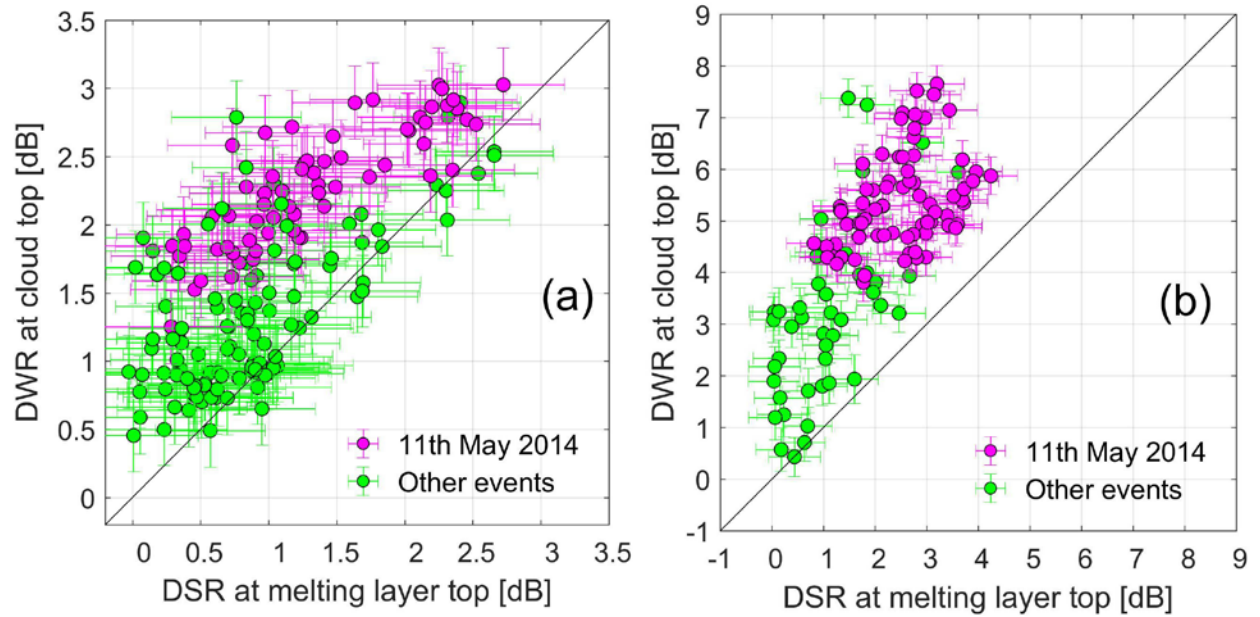 3.5
3
2.5
2
1.5
1
0.5
0
DWR at cloud top [dB]
(a)
11th May 2014
Other events
0 0.5 1 1.5 2 2.5 3 3.5
DSR at melting layer top [dB]
9
8
7
6
5
4
3
2
1
0
-1
DWR at cloud top [dB]
(b)
11th May 2014
Other events
-1 0 1 2 3 4 5 6 7 8 9
DSR at melting layer top [dB]